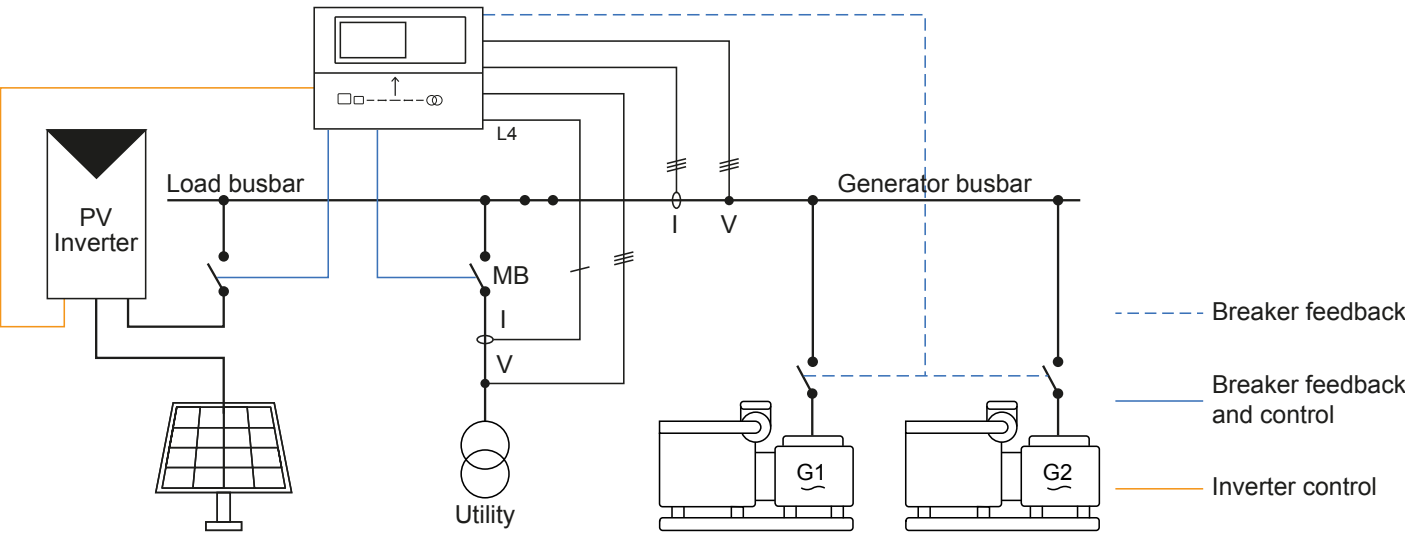 L4
Load busbar
Generator busbar
PV
Inverter
I
V
MB
I
V
Breaker feedback
Breaker feedback
and control
Inverter control
G1
G2
Utility